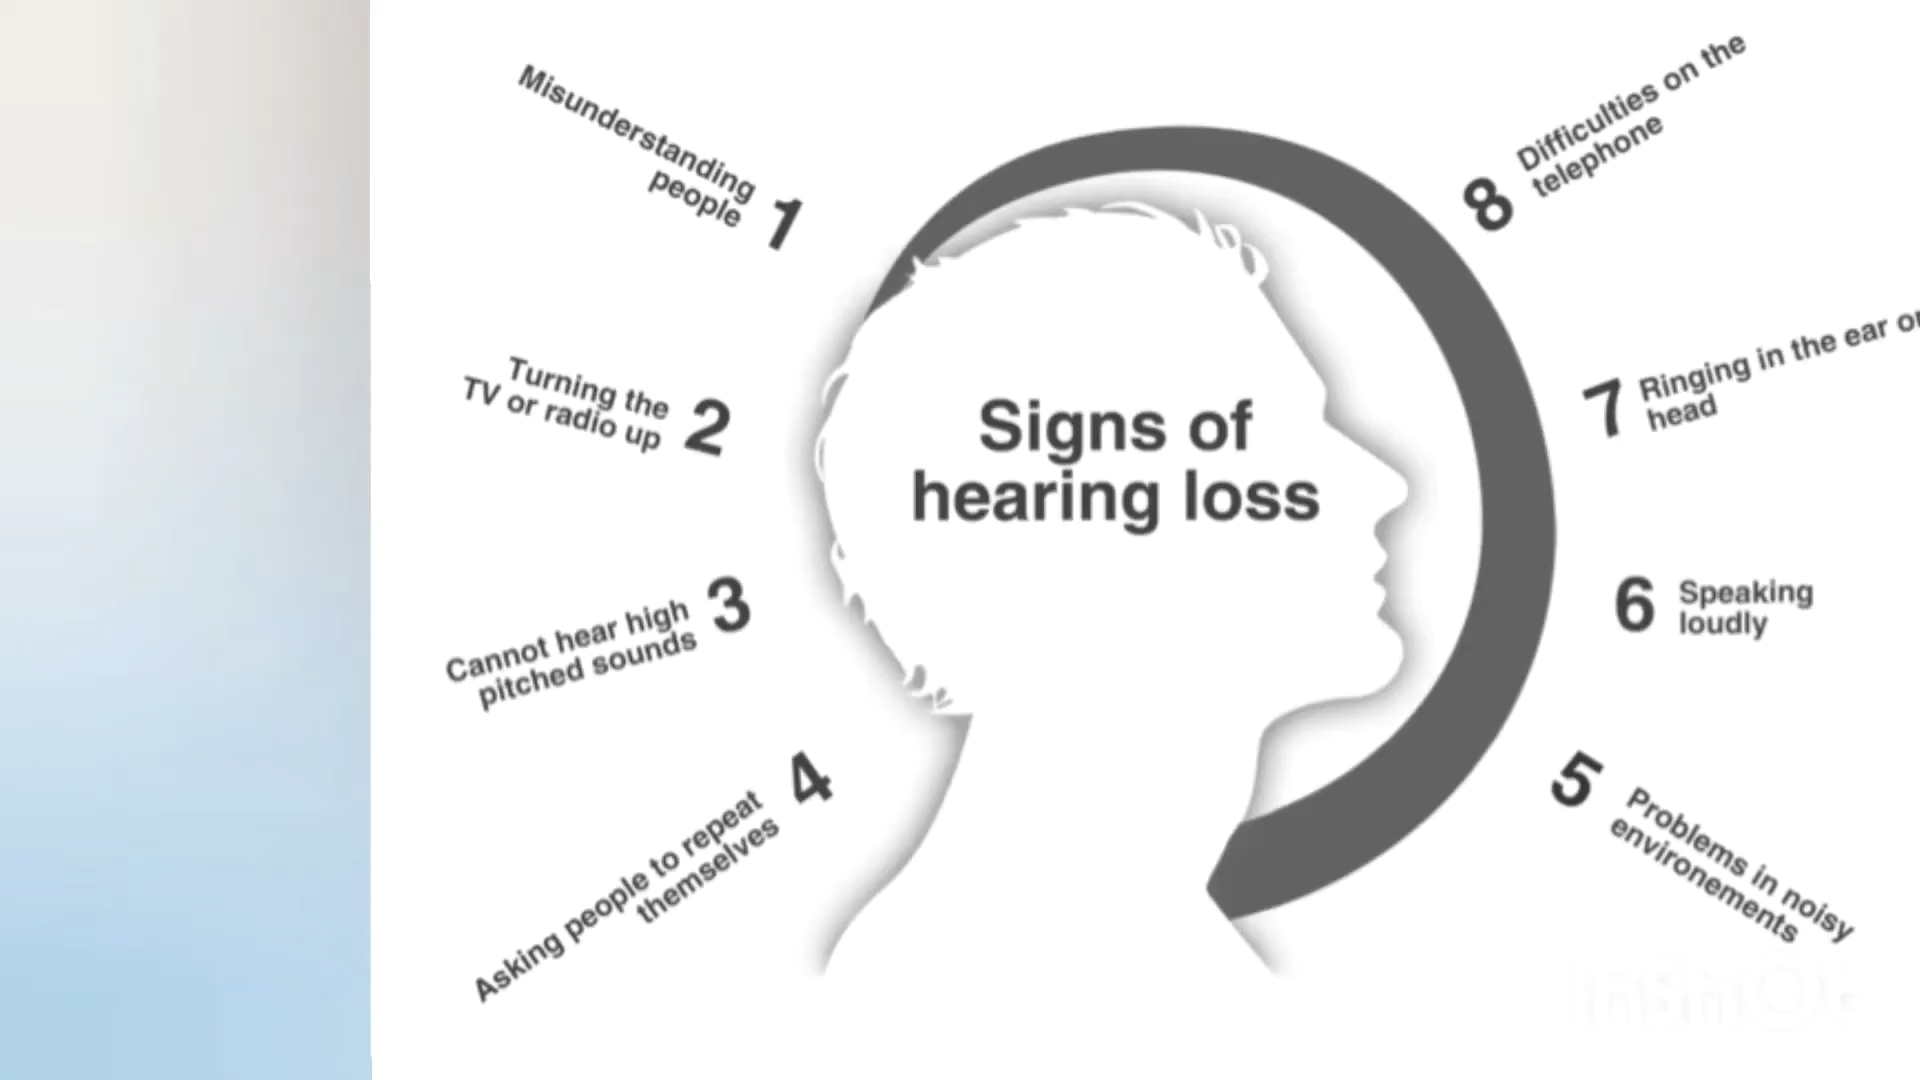 Signs of
hearing loss
1
Misunderstanding
people
2
Turning the
TV or radio up
3
Cannot hear high
pitched sounds
4
Asking people to repeat
themselves
5
Problems in noisy
environements
6
Speaking
loudly
7
Ringing in the ear or
head
8
Difficulties on the
telephone
InShOt